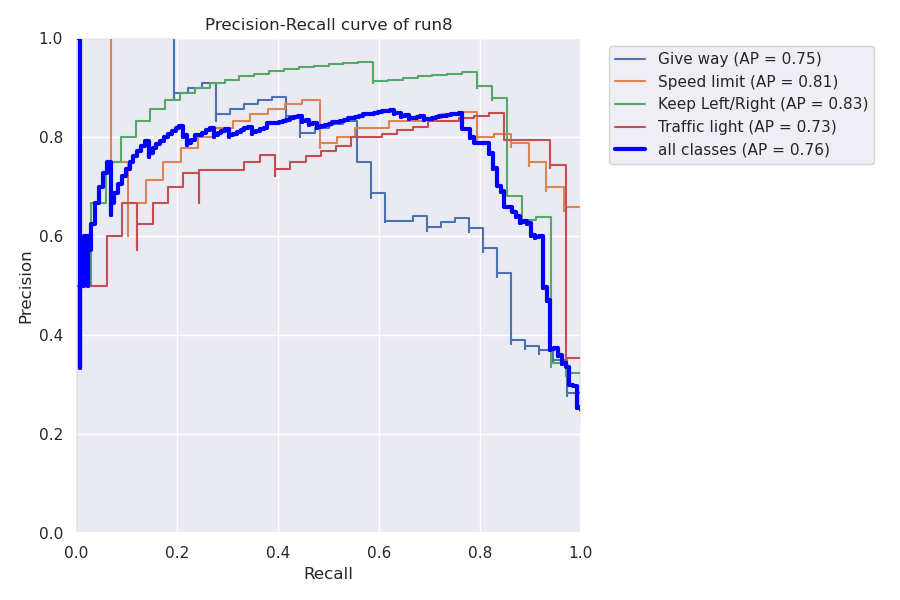 Precision-Recall curve of run8
1.0
0.8
0.6
0.4
0.2
0.0
Precision
0.0 0.2 0.4 0.6 0.8 1.0
Recall
Give way (AP = 0.75)
Speed limit (AP = 0.81)
Keep Left/Right (AP = 0.83)
Traffic light (AP = 0.73)
all classes (AP = 0.76)